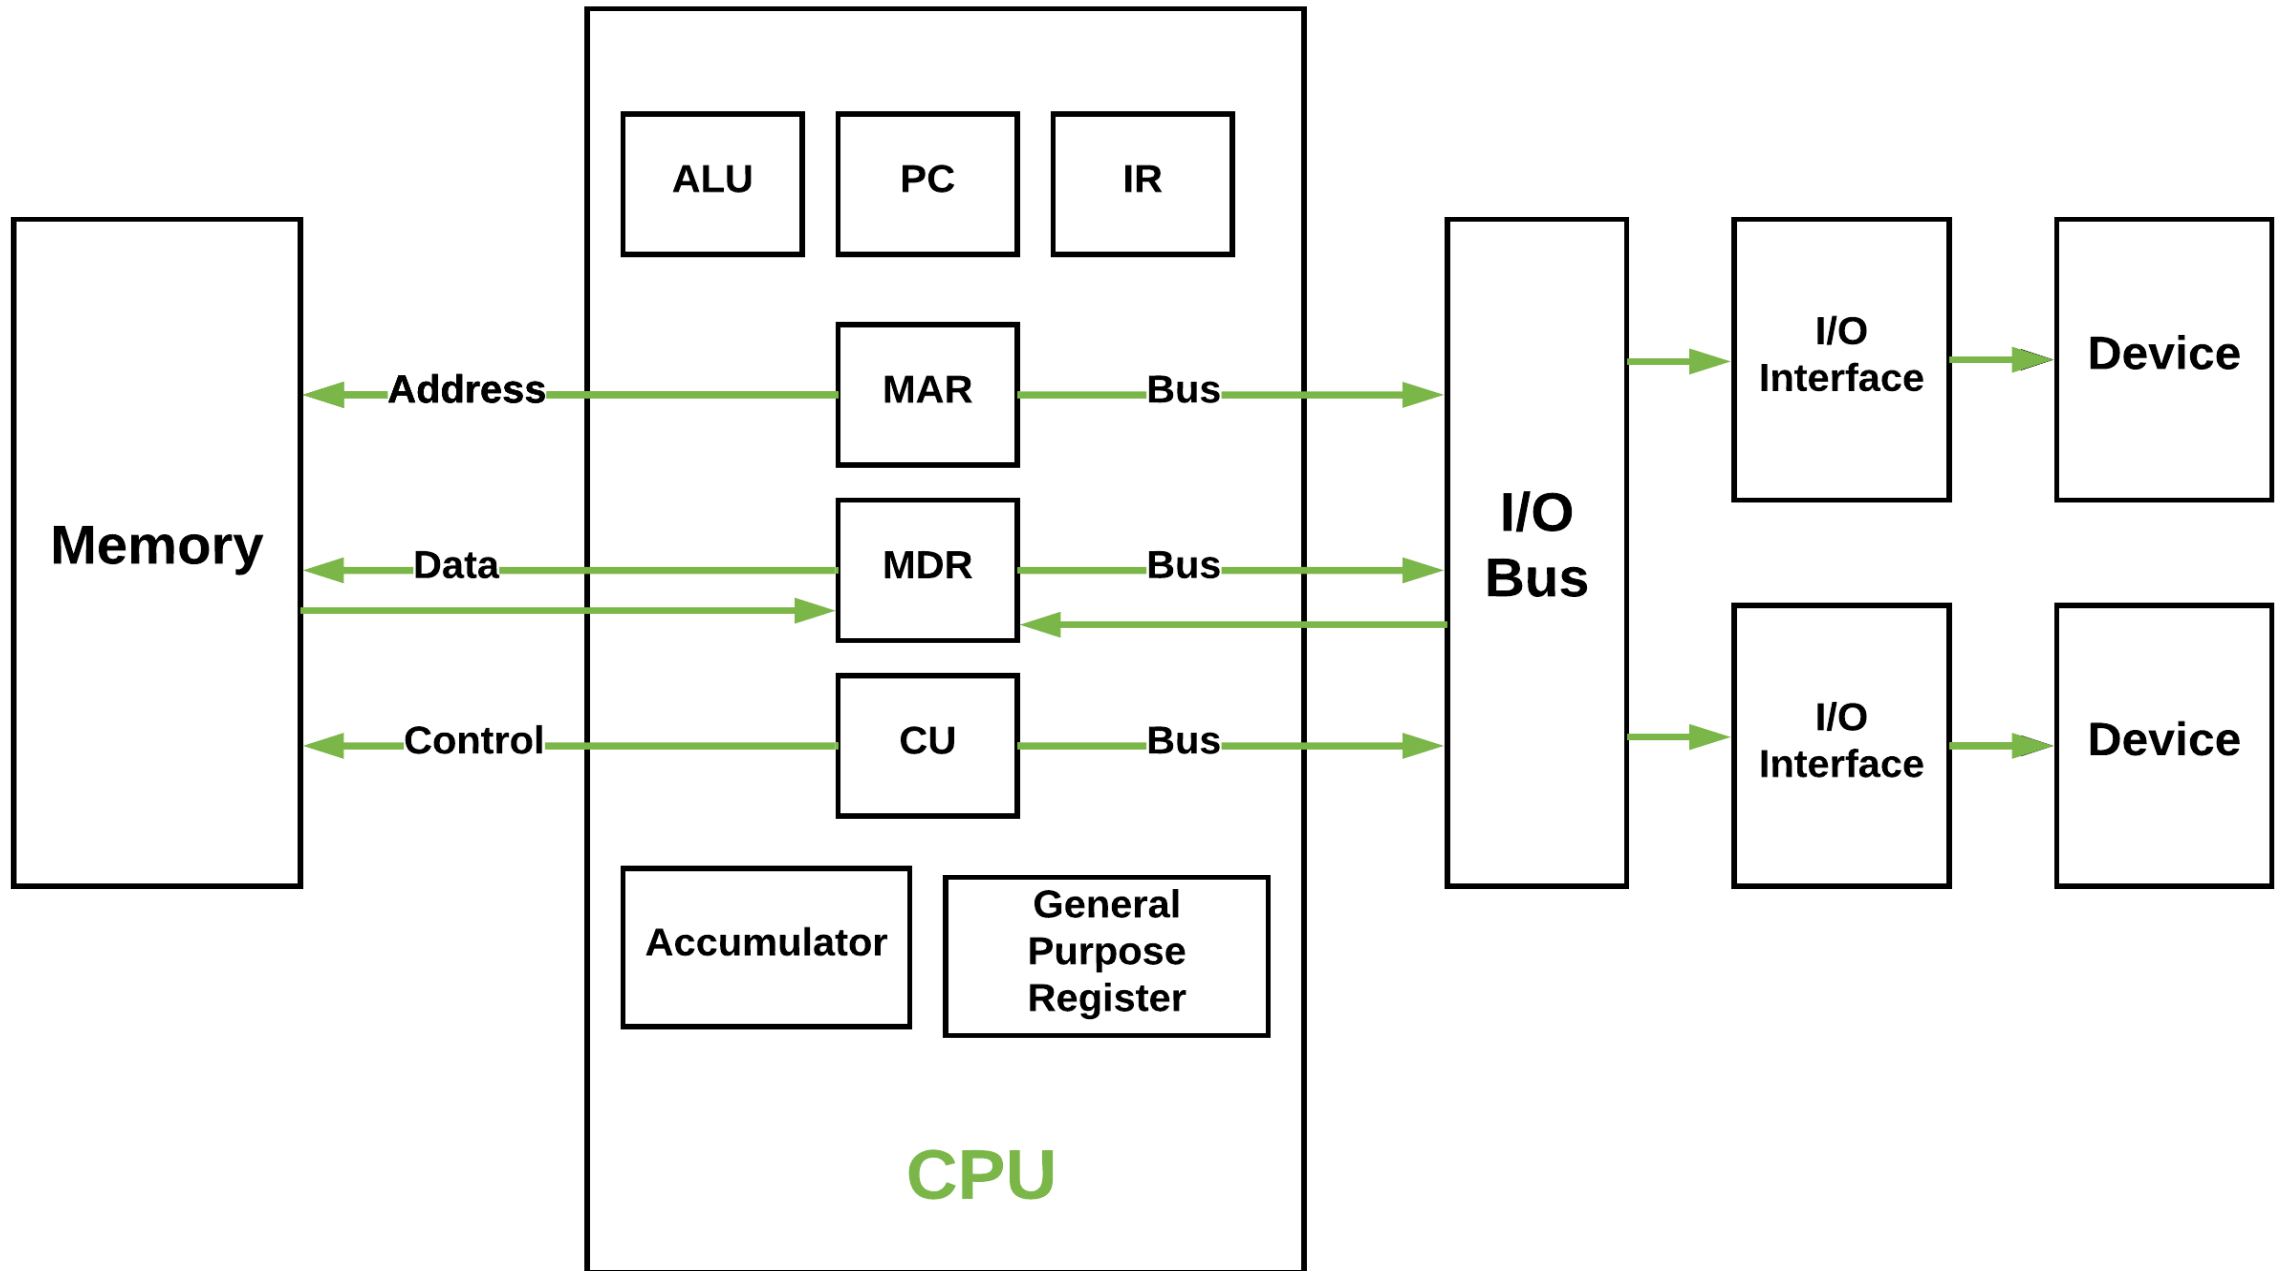 ALU
PC
IR
Memory
Address
MAR
Bus
Data
MDR
Bus
Control
CU
Bus
Accumulator
General
Purpose
Register
CPU
I/O
Bus
I/O
Interface
Device
I/O
Interface
Device